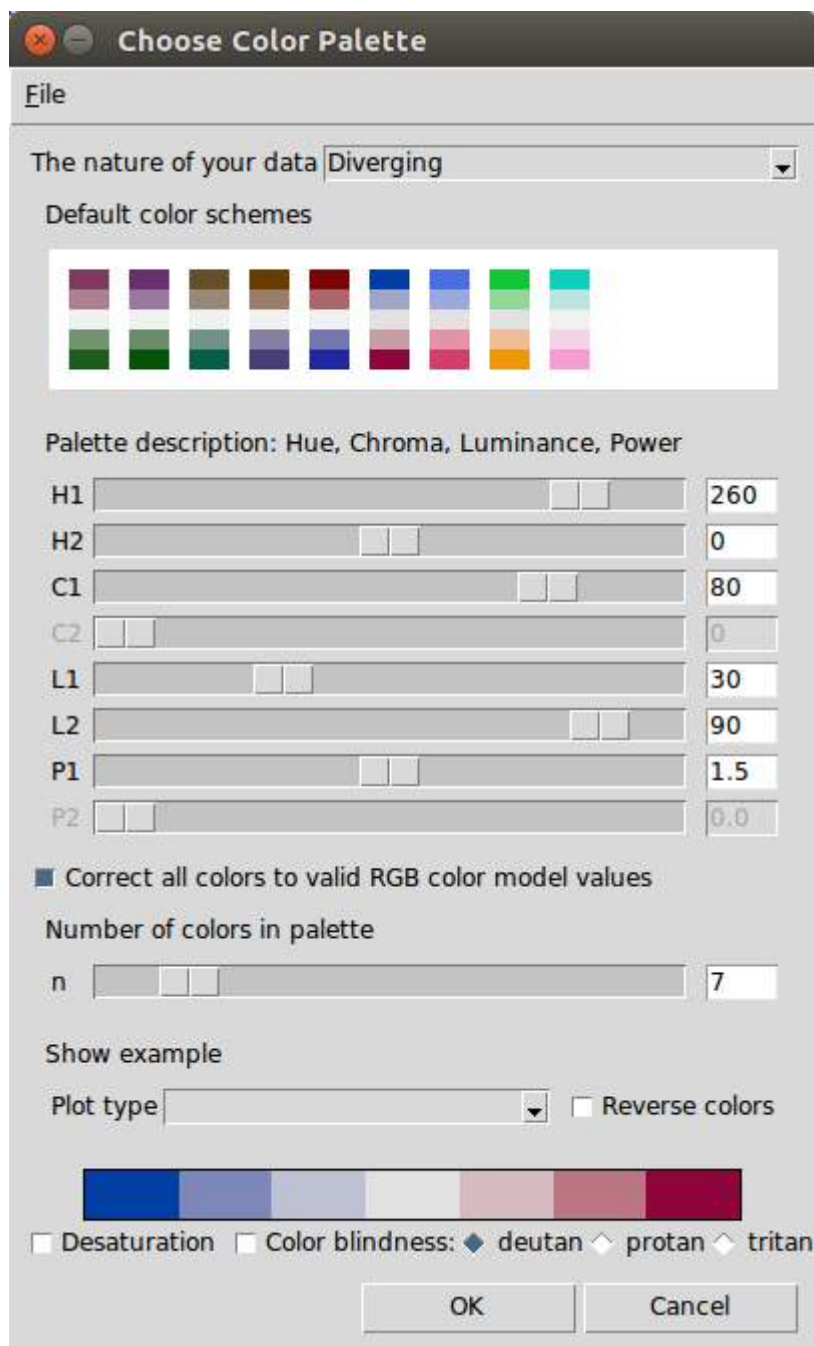 Choose Color Palette
File
The nature of your data Diverging
Default color schemes
Palette description: Hue, Chroma, Luminance, Power
H1 260
H2 0
C1 80
C2 0
L1 30
L2 90
P1 1.5
P2 0.0
Correct all colors to valid RGB color model values
Number of colors in palette
n 7
Show example
Plot type Reverse colors
Desaturation Color blindness: deutan protan tritan
OK Cancel